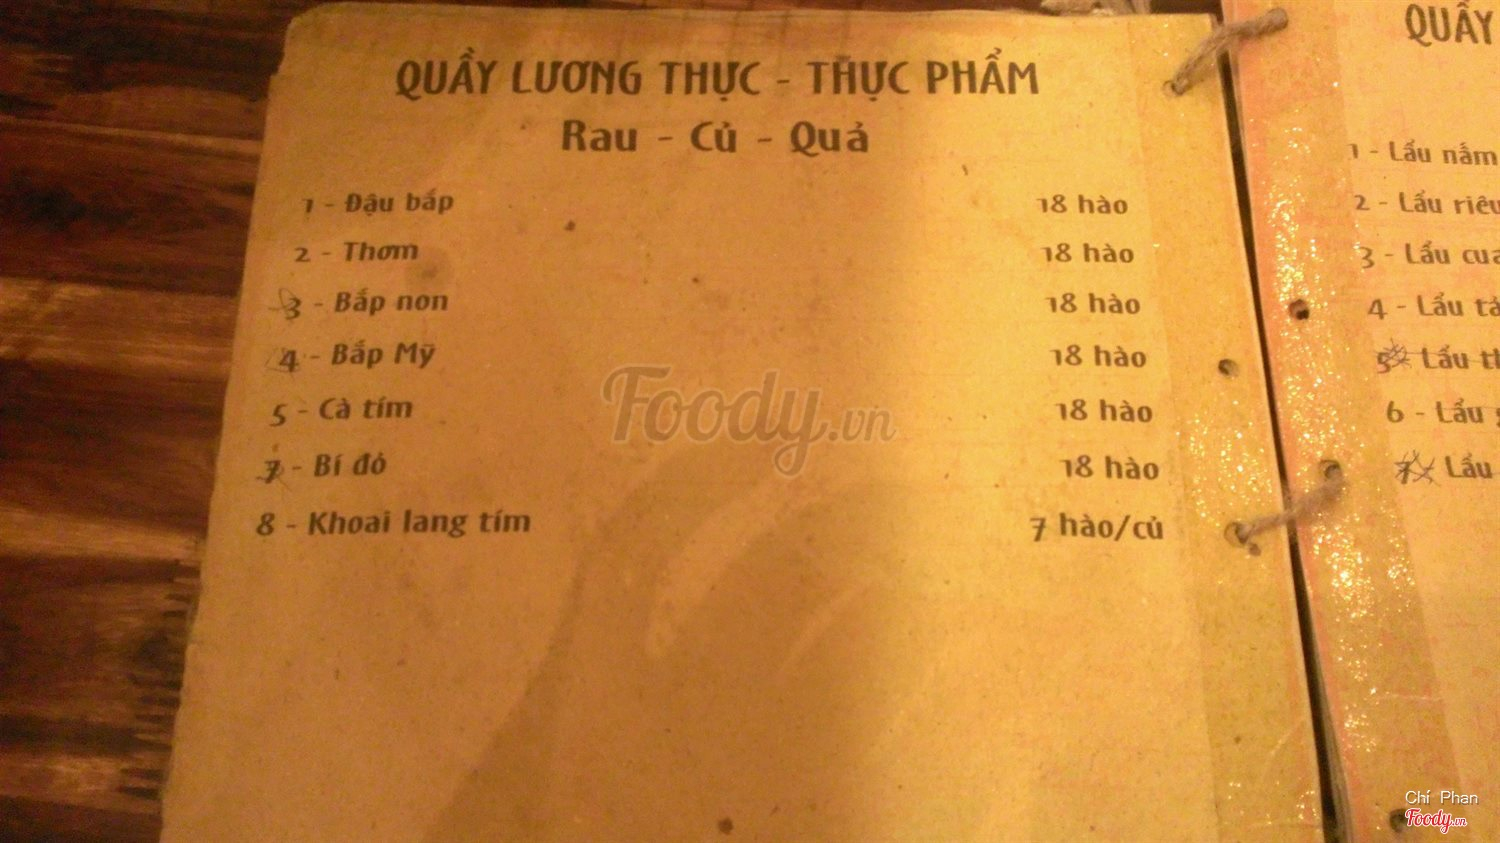 QUẦY LƯƠNG THỰC - THỰC PHẨM
Rau - Củ - Quả
1 - Đậu bắp 18 hào
2 - Thơm 18 hào
3 - Bắp non 18 hào
4 - Bắp Mỹ 18 hào
5 - Cà tím 18 hào
7 - Bí đỏ 18 hào
8 - Khoai lang tím 7 hào/củ
Foody.vn
QUẦY
1 - Lẩu nấm
2 - Lẩu riêu
3 - Lẩu cua
4 - Lẩu
5 Lẩu
6 - Lẩu
7 Lẩu
Chí Phan
Foody.vn